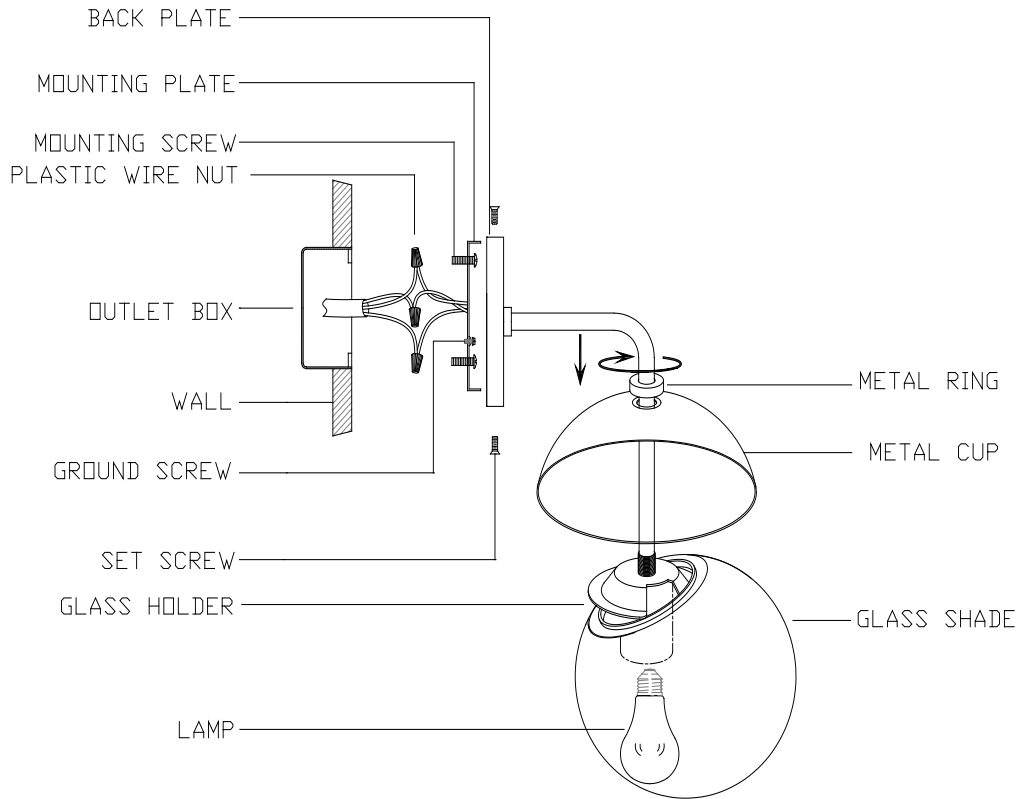 BACK PLATE
MOUNTING PLATE
MOUNTING SCREW
PLASTIC WIRE NUT
OUTLET BOX
WALL
GROUND SCREW
SET SCREW
GLASS HOLDER
LAMP
METAL RING
METAL CUP
GLASS SHADE